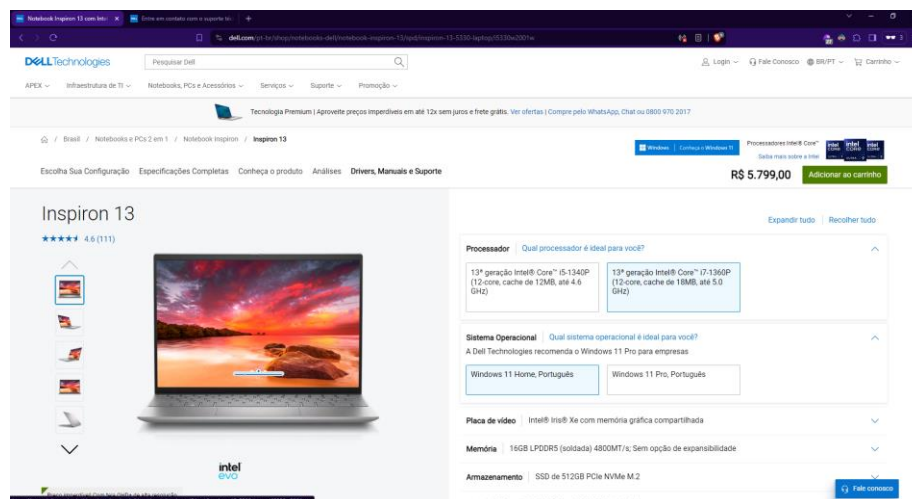 Notebook Inspiron 13 com Intel
Entre em contato com o suporte té
dell.com/pt-br/shop/notebooks-dell/notebook-inspiron-13/spd/inspiron-13-5330-laptop/i5330w2001w
DELLTechnologies
Pesquisar Dell
Login
Fale Conosco
BR/PT
Carrinho
APEX
Infraestrutura de TI
Notebooks, PCs e Acessórios
Serviços
Suporte
Promoção
Tecnologia Premium | Aproveite preços imperdíveis em até 12x sem juros e frete grátis. Ver ofertas | Compre pelo WhatsApp, Chat ou 0800 970 2017
/ Brasil / Notebooks e PCs 2 em 1 / Notebook Inspiron / Inspiron 13
Windows | Conheça o Windows 11
Processadores Intel® Core™
Saiba mais sobre a Intel
intel CORE
intel CORE
intel CORE
Escolha Sua Configuração
Especificações Completas
Conheça o produto
Análises
Drivers, Manuais e Suporte
R$ 5.799,00
Adicionar ao carrinho
Inspiron 13
4.6 (111)
Expandir tudo | Recolher tudo
Processador | Qual processador é ideal para você?
13ª geração Intel® Core™ i5-1340P
(12-core, cache de 12MB, até 4.6
GHz)
13ª geração Intel® Core™ i7-1360P
(12-core, cache de 18MB, até 5.0
GHz)
Sistema Operacional | Qual sistema operacional é ideal para você?
A Dell Technologies recomenda o Windows 11 Pro para empresas
Windows 11 Home, Português
Windows 11 Pro, Português
Placa de vídeo | Intel® Iris® Xe com memória gráfica compartilhada
Memória | 16GB LPDDR5 (soldada) 4800MT/s; Sem opção de expansibilidade
Armazenamento | SSD de 512GB PCIe NVMe M.2
intel
evo
Fale conosco